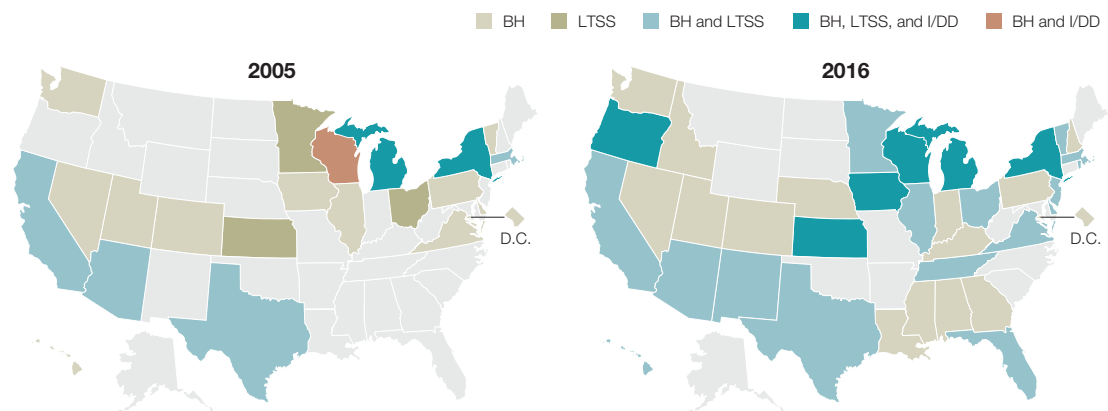 BH LTSS BH and LTSS BH, LTSS, and I/DD BH and I/DD
2005 2016
D.C. D.C.